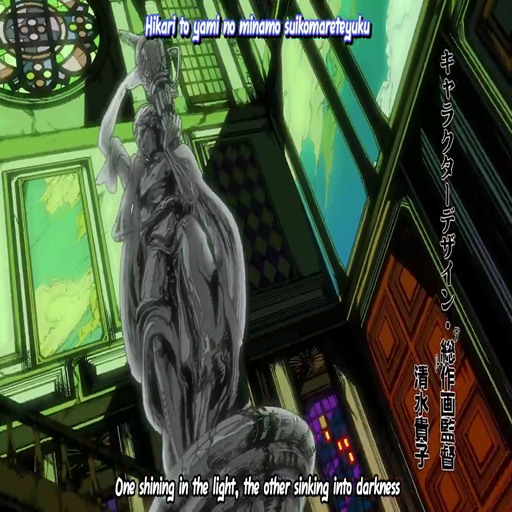 Hikari to yami no minamo suikomareteyuku
キャラクターデザイン・総作画監督
清水貴子
One shining in the light, the other sinking into darkness